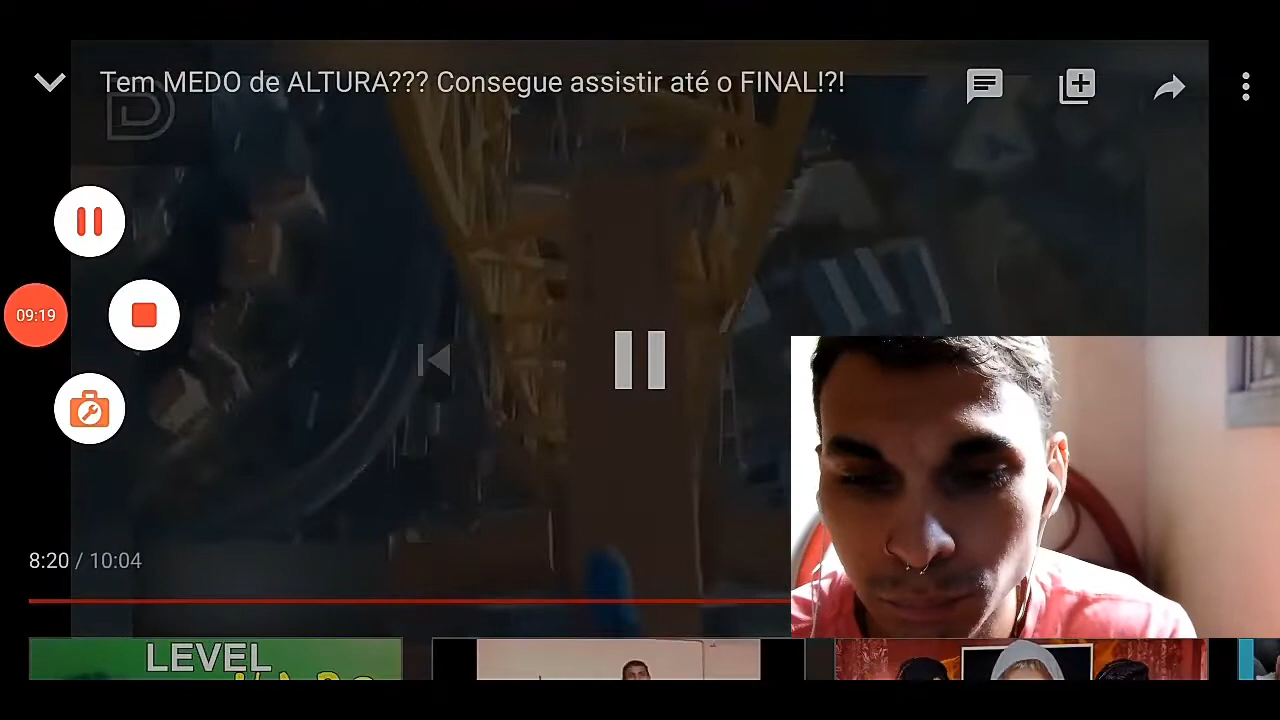 Tem MEDO de ALTURA??? Consegue assistir até o FINAL!?!
09:19
8:20 / 10:04
LEVEL